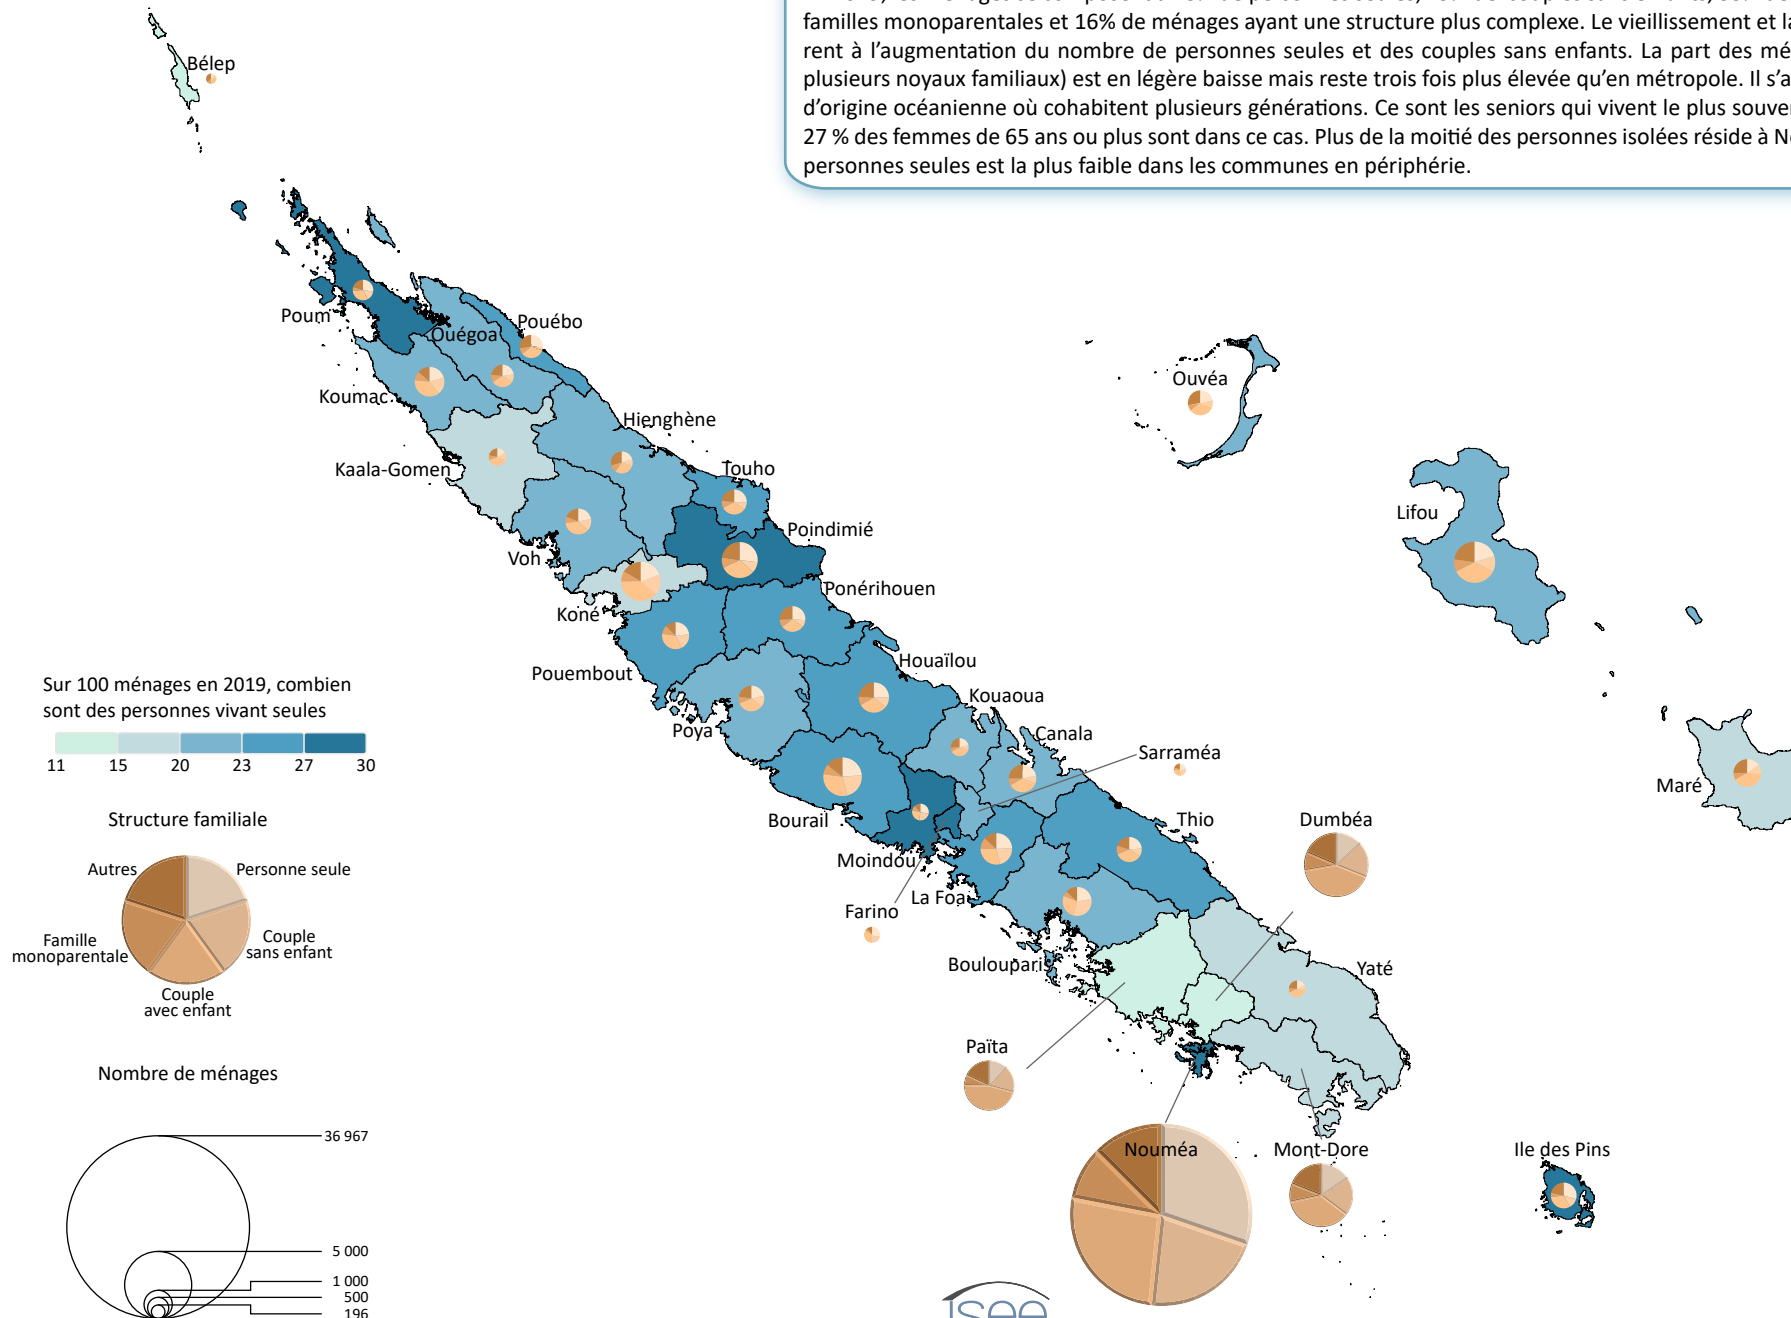 familles monoparentales et 16% de ménages ayant une structure plus complexe. Le vieillissement et la
rent à l'augmentation du nombre de personnes seules et des couples sans enfants. La part des mé
plusieurs noyaux familiaux) est en légère baisse mais reste trois fois plus élevée qu'en métropole. Il s'a
d'origine océanienne où cohabitent plusieurs générations. Ce sont les seniors qui vivent le plus souve
27 % des femmes de 65 ans ou plus sont dans ce cas. Plus de la moitié des personnes isolées réside à No
personnes seules est la plus faible dans les communes en périphérie.
Bélep
Poum
Ouégoa
Pouébo
Koumac
Ouvéa
Hienghène
Kaala-Gomen
Touho
Lifou
Poindimié
Voh
Ponérihouen
Koné
Houaïlou
Pouembout
Kouaoua
Poya
Canala
Sarraméa
Maré
Bourail
Thio
Dumbéa
Moindou
La Foa
Farino
Boulouparis
Yaté
Païta
Nouméa
Mont-Dore
Ile des Pins
Sur 100 ménages en 2019, combien
sont des personnes vivant seules
11 15 20 23 27 30
Structure familiale
Autres
Personne seule
Famille
monoparentale
Couple
sans enfant
Couple
avec enfant
Nombre de ménages
36 967
5 000
1 000
500
196
isee